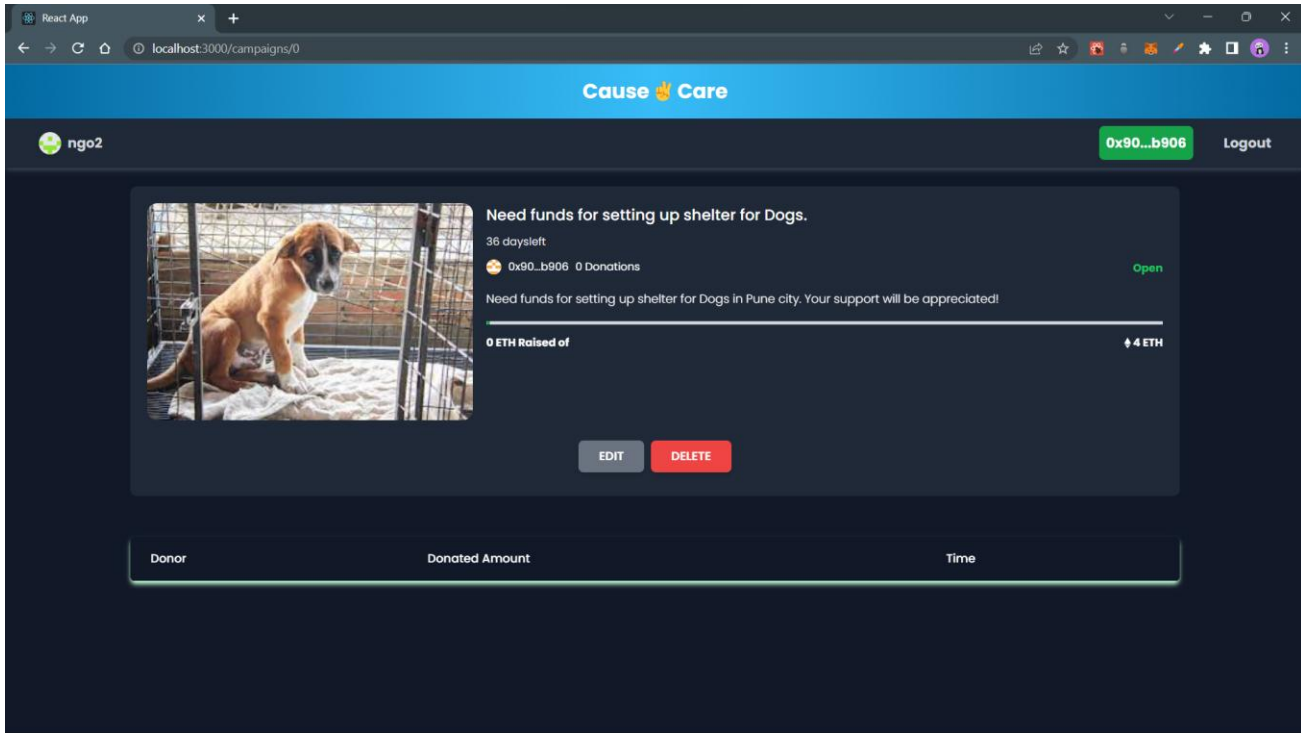 React App
localhost:3000/campaigns/0
Cause ✌ Care
ngo2 0x90...b906 Logout
Need funds for setting up shelter for Dogs.
36 daysleft
0x90...b906 0 Donations Open
Need funds for setting up shelter for Dogs in Pune city. Your support will be appreciated!
0 ETH Raised of 4 ETH
EDIT DELETE
Donor Donated Amount Time